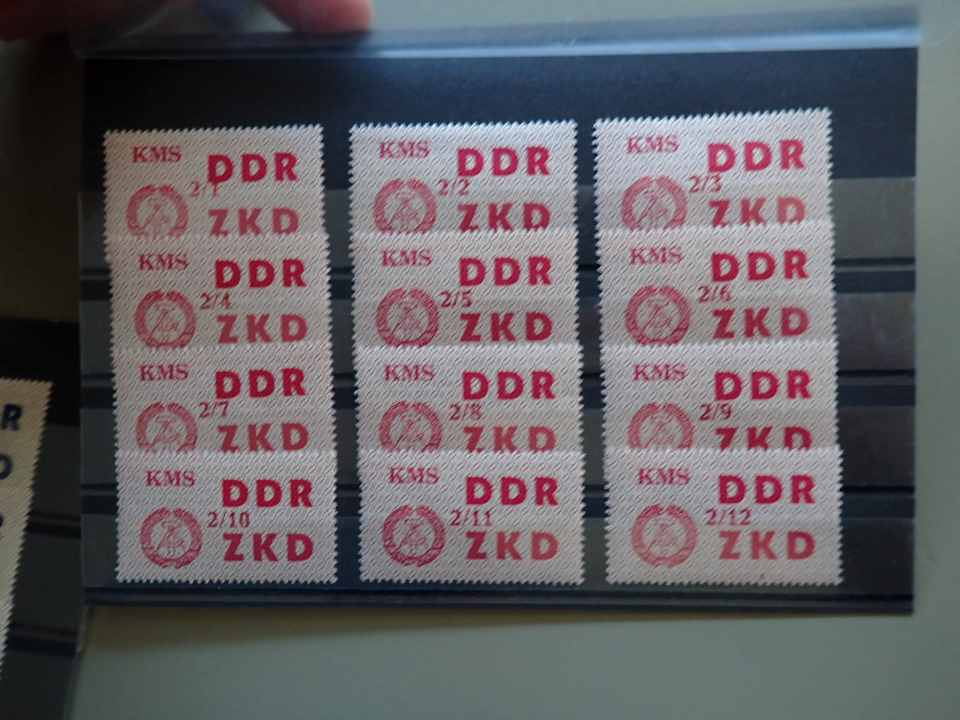 KMS DDR
2/1
ZKD
KMS DDR
2/2
ZKD
KMS DDR
2/3
ZKD
KMS DDR
2/4
ZKD
KMS DDR
2/5
ZKD
KMS DDR
2/6
ZKD
KMS DDR
2/7
ZKD
KMS DDR
2/8
ZKD
KMS DDR
2/9
ZKD
KMS DDR
2/10
ZKD
KMS DDR
2/11
ZKD
KMS DDR
2/12
ZKD